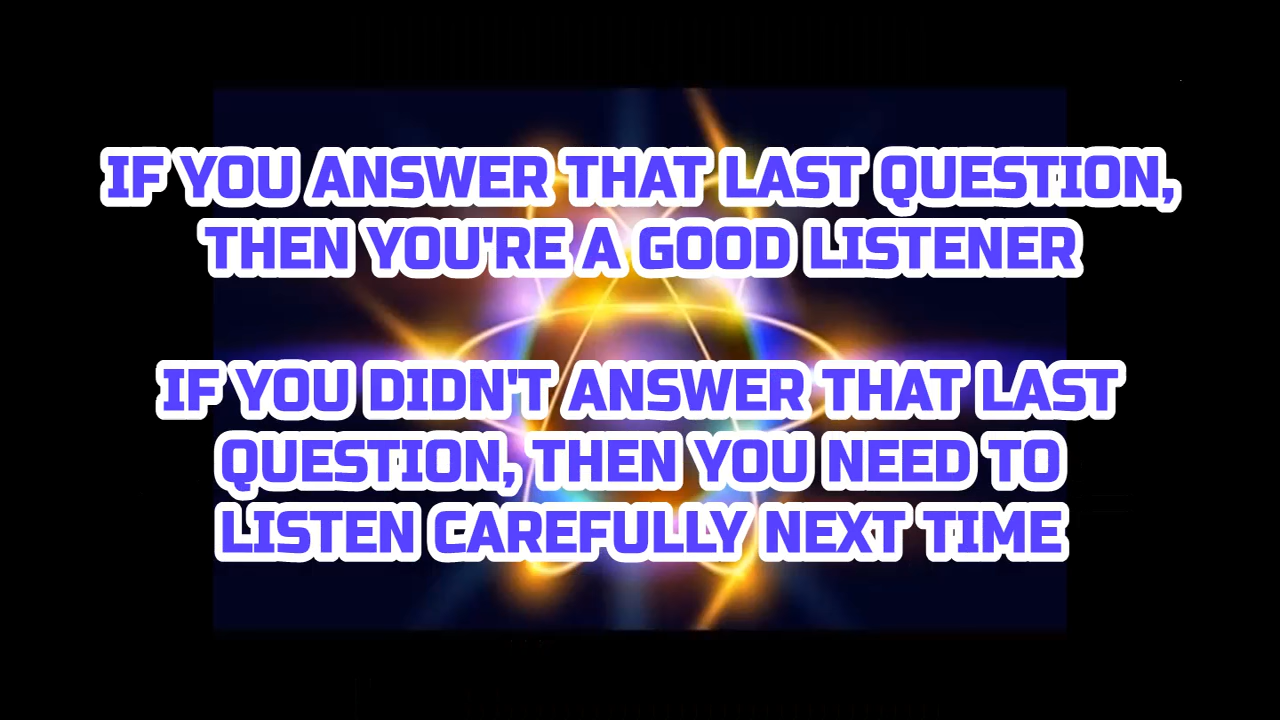 IF YOU ANSWER THAT LAST QUESTION,
THEN YOU'RE A GOOD LISTENER
IF YOU DIDN'T ANSWER THAT LAST
QUESTION, THEN YOU NEED TO
LISTEN CAREFULLY NEXT TIME